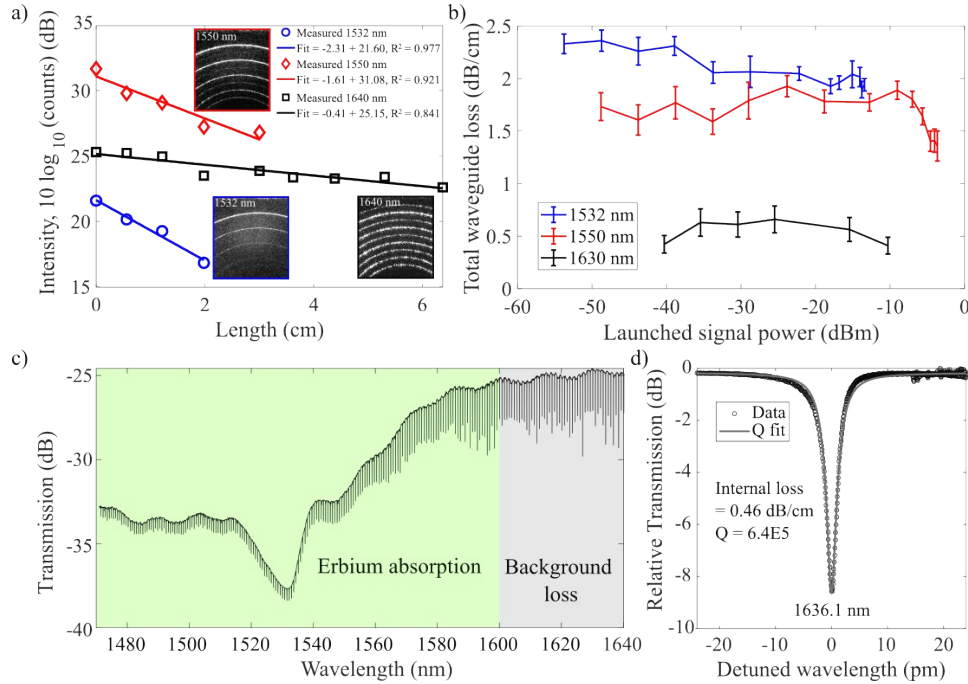 a)
Intensity, 10 log10 (counts) (dB)
35
30
25
20
15
0
2
4
6
Length (cm)
1550 nm
Measured 1532 nm
Fit = -2.31 + 21.60, R² = 0.977
Measured 1550 nm
Fit = -1.61 + 31.08, R² = 0.921
Measured 1640 nm
Fit = -0.41 + 25.15, R² = 0.841
1532 nm
1640 nm
b)
Total waveguide loss (dB/cm)
2.5
2
1.5
1
0.5
0
1532 nm
1550 nm
1630 nm
-60 -50 -40 -30 -20 -10 0
Launched signal power (dBm)
c)
Transmission (dB)
-25
-30
-35
-40
Erbium absorption
Background
loss
1480 1500 1520 1540 1560 1580 1600 1620 1640
Wavelength (nm)
d)
Relative Transmission (dB)
0
-2
-4
-6
-8
-10
Data
Q fit
Internal loss
= 0.46 dB/cm
Q = 6.4E5
1636.1 nm
-20 -10 0 10 20
Detuned wavelength (pm)